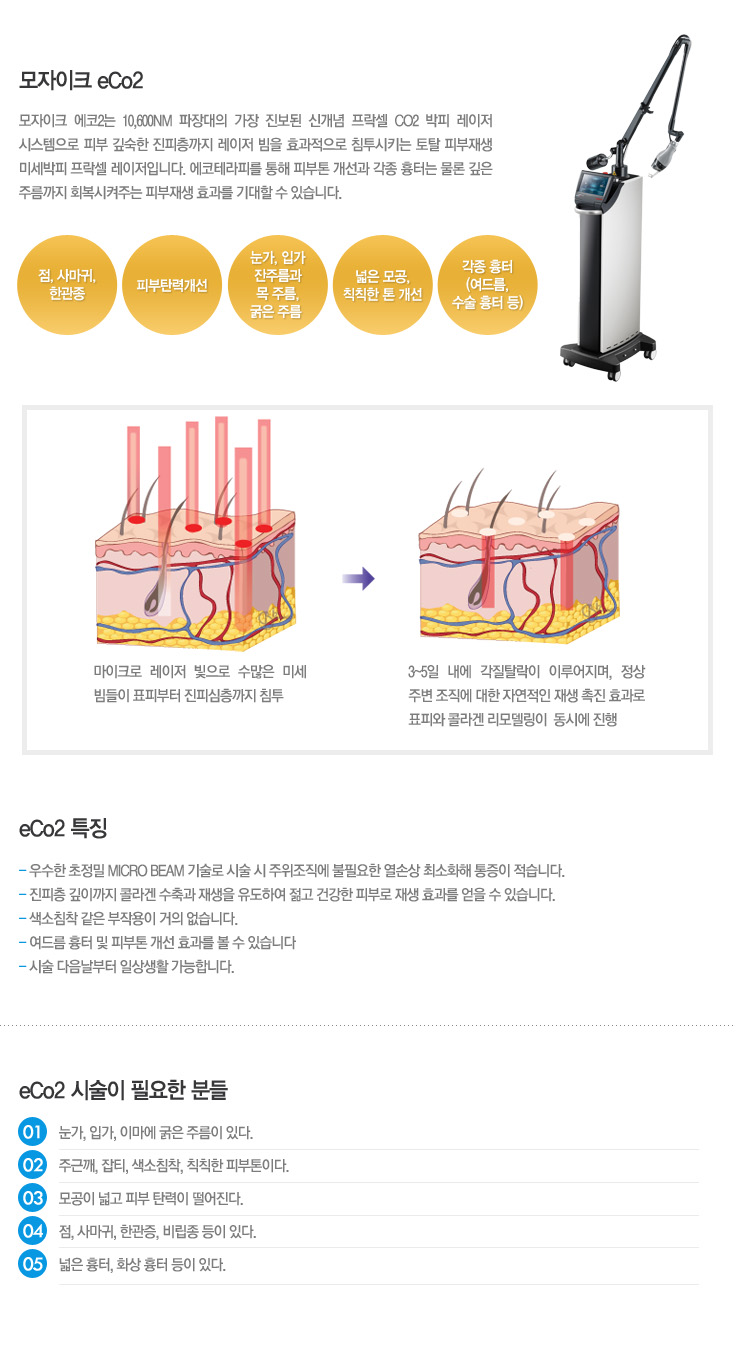 모자이크 eCo2
모자이크 에코2는 10,600NM 파장대의 가장 진보된 신개념 프락셀 CO2 박피 레이저
시스템으로 피부 깊숙한 진피층까지 레이저 빔을 효과적으로 침투시키는 토탈 피부재생
미세박피 프락셀 레이저입니다. 에코테라피를 통해 피부톤 개선과 각종 흉터는 물론 깊은
주름까지 회복시켜주는 피부재생 효과를 기대할 수 있습니다.
점, 사마귀,
한관종
피부탄력개선
눈가, 입가
잔주름과
목 주름,
굵은 주름
넓은 모공,
칙칙한 톤 개선
각종 흉터
(여드름,
수술 흉터 등)
마이크로 레이저 빛으로 수많은 미세
빔들이 표피부터 진피심층까지 침투
3~5일 내에 각질탈락이 이루어지며, 정상
주변 조직에 대한 자연적인 재생 촉진 효과로
표피와 콜라겐 리모델링이 동시에 진행
eCo2 특징
- 우수한 초정밀 MICRO BEAM 기술로 시술 시 주위조직에 불필요한 열손상 최소화해 통증이 적습니다.
- 진피층 깊이까지 콜라겐 수축과 재생을 유도하여 젊고 건강한 피부로 재생 효과를 얻을 수 있습니다.
- 색소침착 같은 부작용이 거의 없습니다.
- 여드름 흉터 및 피부톤 개선 효과를 볼 수 있습니다
- 시술 다음날부터 일상생활 가능합니다.
eCo2 시술이 필요한 분들
01 눈가, 입가, 이마에 굵은 주름이 있다.
02 주근깨, 잡티, 색소침착, 칙칙한 피부톤이다.
03 모공이 넓고 피부 탄력이 떨어진다.
04 점, 사마귀, 한관증, 비립종 등이 있다.
05 넓은 흉터, 화상 흉터 등이 있다.